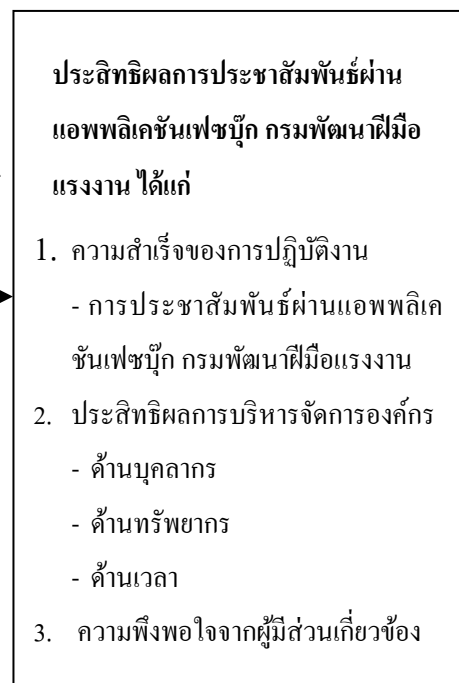 ประสิทธิผลการประชาสัมพันธ์ผ่าน
แอพพลิเคชันเฟซบุ๊ก กรมพัฒนาฝีมือ
แรงงาน ได้แก่
1. ความสำเร็จของการปฏิบัติงาน
- การประชาสัมพันธ์ผ่านแอพพลิเค
ชันเฟซบุ๊ก กรมพัฒนาฝีมือแรงงาน
2. ประสิทธิผลการบริหารจัดการองค์กร
- ด้านบุคลากร
- ด้านทรัพยากร
- ด้านเวลา
3. ความพึงพอใจจากผู้มีส่วนเกี่ยวข้อง